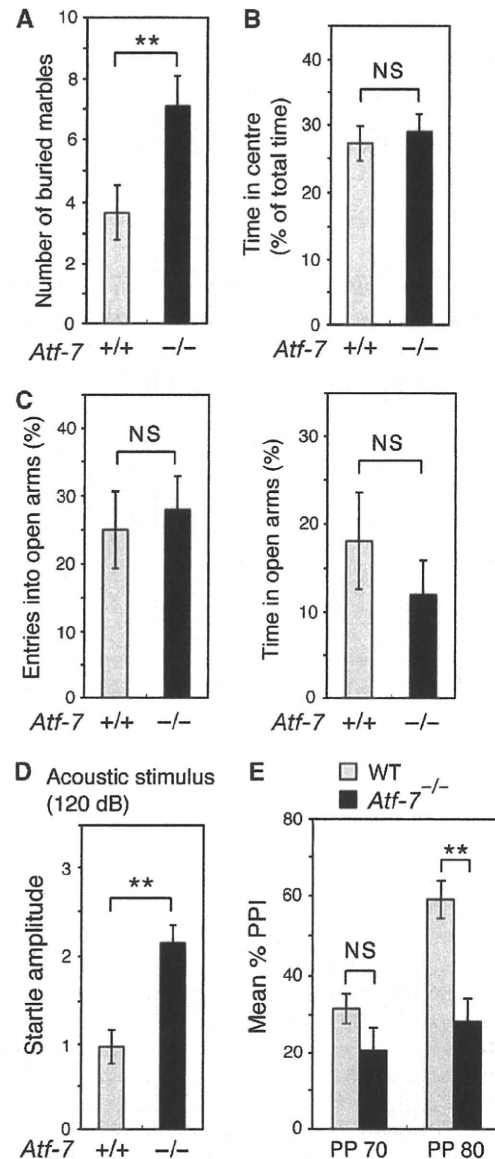 A
Number of buried marbles
10
8
6
4
2
0
**
Atf-7 +/+ −/−
B
Time in centre
(% of total time)
40
30
20
10
0
NS
Atf-7 +/+ −/−
C
Entries into open arms (%)
40
30
20
10
0
NS
Atf-7 +/+ −/−
Time in open arms (%)
30
20
10
0
NS
Atf-7 +/+ −/−
D Acoustic stimulus
(120 dB)
Startle amplitude
3
2
1
0
**
Atf-7 +/+ −/−
E
WT
Atf-7−/−
Mean % PPI
80
60
40
20
0
NS
**
PP 70 PP 80